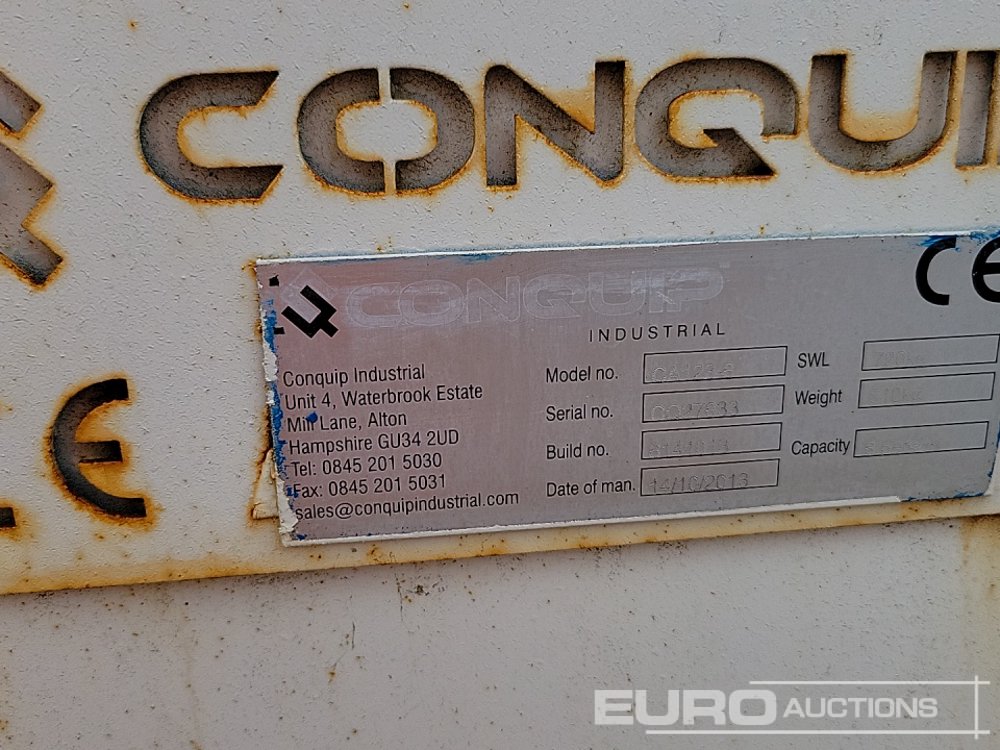 CONQUIP
CE
CONQUIP
INDUSTRIAL
CE
Conquip Industrial
Unit 4, Waterbrook Estate
Mill Lane, Alton
Hampshire GU34 2UD
Tel: 0845 201 5030
Fax: 0845 201 5031
sales@conquipindustrial.com
Model no.
Serial no.
Build no.
Date of man. 14/10/2013
SWL
Weight
Capacity
EURO AUCTIONS